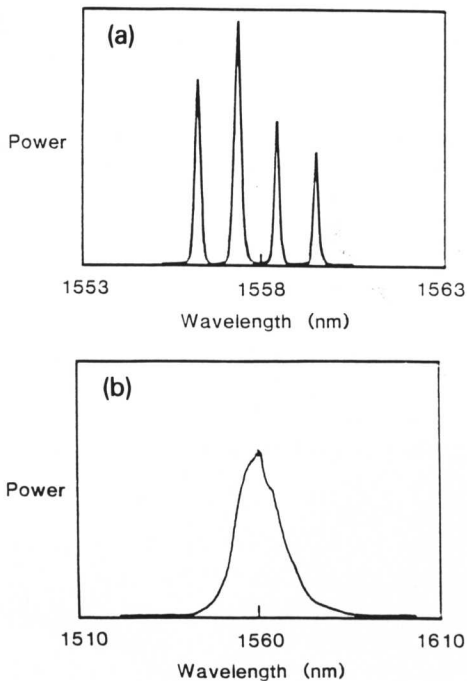 (a)
Power
1553 1558 1563
Wavelength (nm)
(b)
Power
1510 1560 1610
Wavelength (nm)